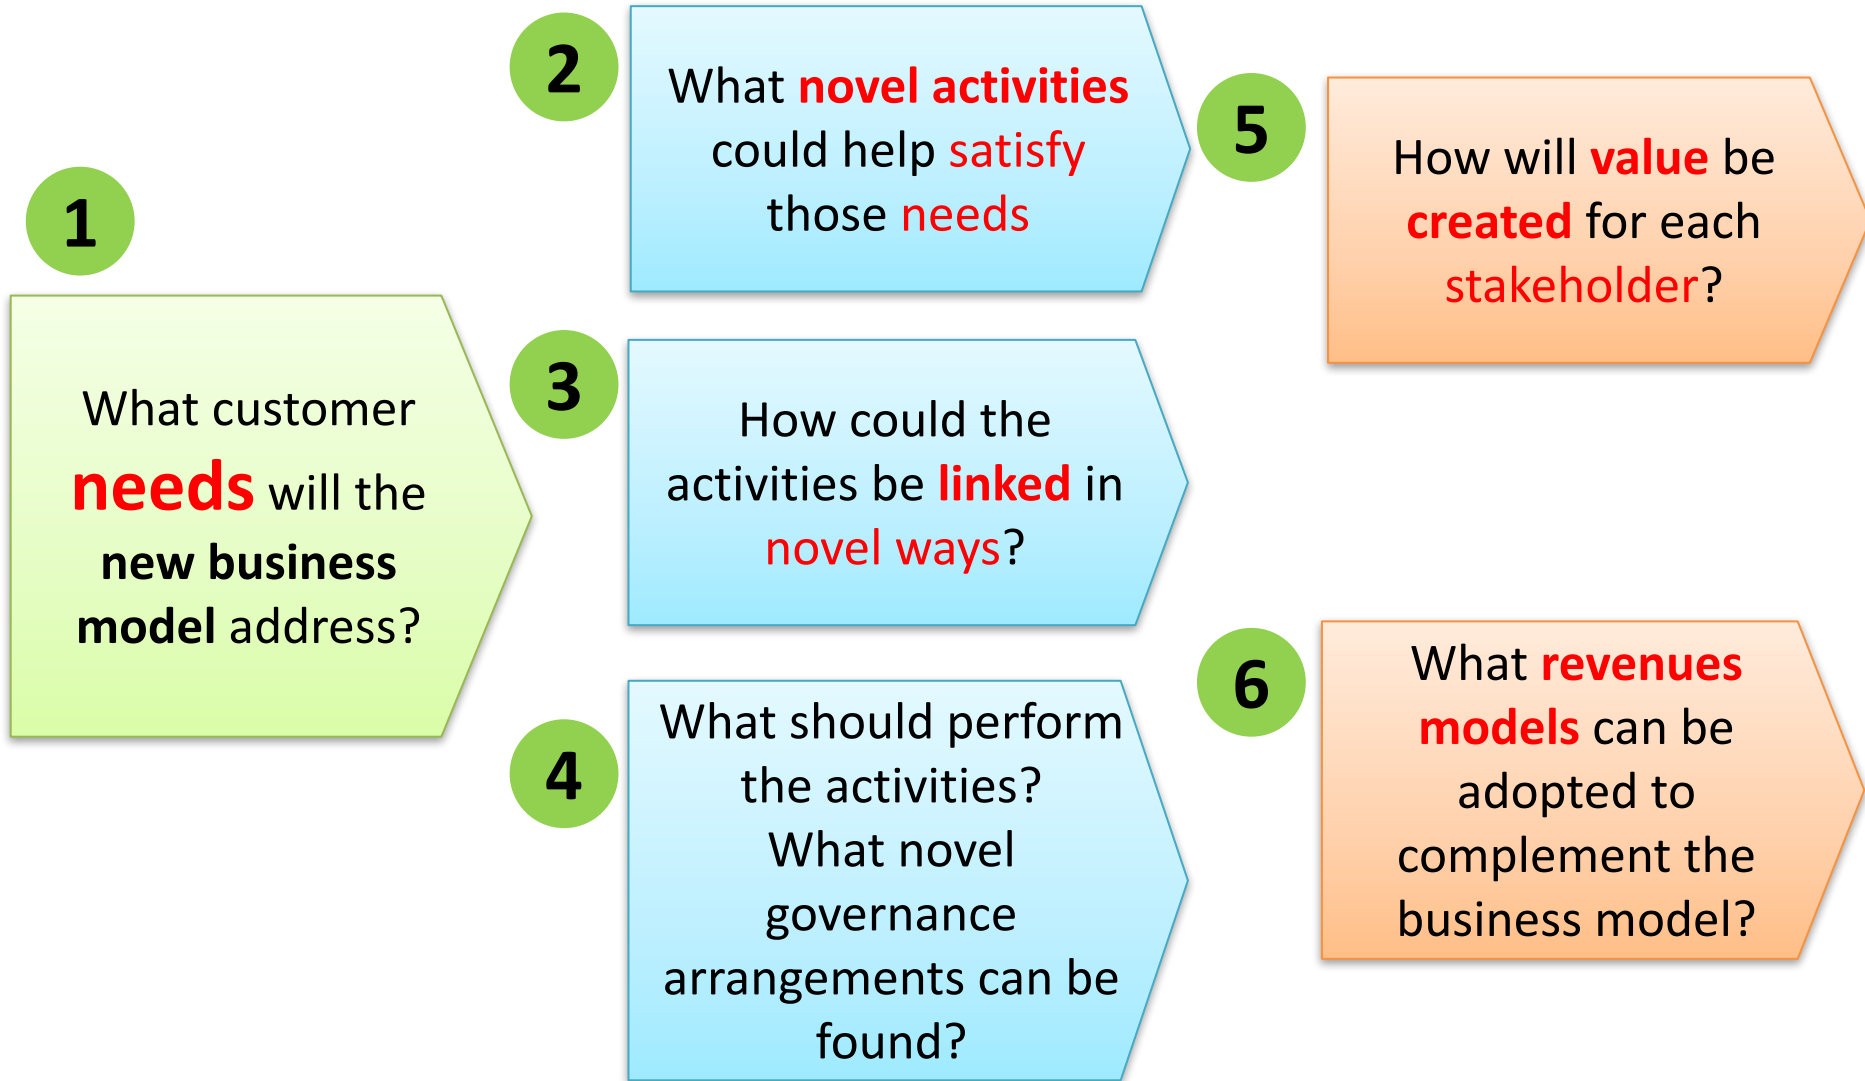 1
What customer
needs will the
new business
model address?
2
What novel activities
could help satisfy
those needs
3
How could the
activities be linked in
novel ways?
4
What should perform
the activities?
What novel
governance
arrangements can be
found?
5
How will value be
created for each
stakeholder?
6
What revenues
models can be
adopted to
complement the
business model?